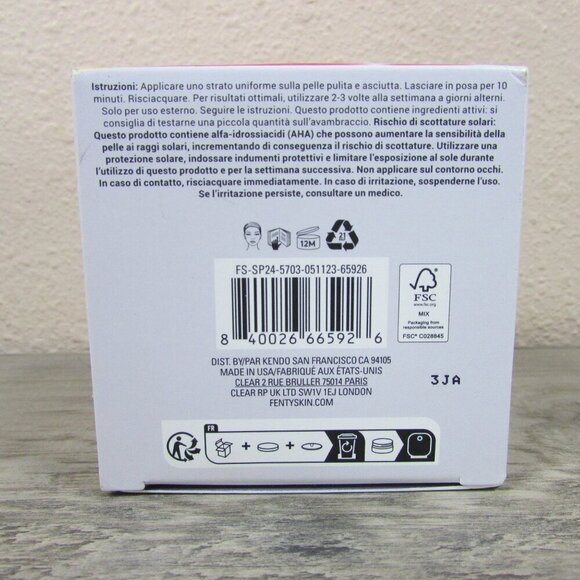 Istruzioni: Applicare uno strato uniforme sulla pelle pulita e asciutta. Lasciare in posa per 10
minuti. Risciacquare. Per risultati ottimali, utilizzare 2-3 volte alla settimana a giorni alterni.
Solo per uso esterno. Seguire le istruzioni. Questo prodotto contiene ingredienti attivi: si
consiglia di testarne una piccola quantità sull'avambraccio. Rischio di scottature solari:
Questo prodotto contiene alfa-idrossiacidi (AHA) che possono aumentare la sensibilità della
pelle ai raggi solari, incrementando di conseguenza il rischio di scottature. Utilizzare una
protezione solare, indossare indumenti protettivi e limitare l'esposizione al sole durante
l'utilizzo di questo prodotto e per la settimana successiva. Non applicare sul contorno occhi.
In caso di contatto, risciacquare immediatamente. In caso di irritazione, sospenderne l'uso.
Se l'irritazione persiste, consultare un medico.
12M
21
FS-SP24-5703-051123-65926
8 40026 66592 6
FSC
www.fsc.org
MIX
Packaging from
responsible sources
FSC® C028845
DIST. BY/PAR KENDO SAN FRANCISCO CA 94105
MADE IN USA/FABRIQUÉ AUX ÉTATS-UNIS
CLEAR 2 RUE BRULLER 75014 PARIS
CLEAR RP UK LTD SW1V 1EJ LONDON
FENTYSKIN.COM
3JA
FR
+ +